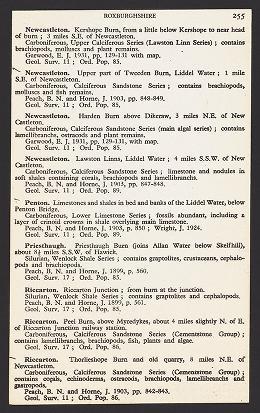 ROXBURGHSHIRE 255
Newcastleton. Kershope Burn, from a little below Kershope to near head
of burn ; 3 miles S.E. of Newcastleton.
Carboniferous, Upper Calciferous Series (Lawston Linn Series) ; contains
brachiopods, molluscs and plant remains.
Garwood, E. J., 1931, pp. 129-131, with map.
Geol. Surv. 11 ; Ord. Pop. 85.
Newcastleton. Upper part of Tweeden Burn, Liddel Water ; 1 mile
S.E. of Newcastleton.
Carboniferous, Calciferous Sandstone Series ; contains brachiopods,
molluscs and fish remains.
Peach, B. N. and Horne, J., 1903, pp. 848-849.
Geol. Surv. 11 ; Ord. Pop. 85.
Newcastleton. Harden Burn above Dikeraw, 3 miles N.E. of New
Castleton.
Carboniferous, Calciferous Sandstone Series (main algal series) ; contains
lamellibranchs, ostracods and plant remains.
Garwood, E. J., 1931, pp. 129-131, with map.
Geol. Surv. 11 ; Ord. Pop. 85.
Newcastleton. Lawston Linns, Liddel Water ; 4 miles S.S.W. of New
Castleton.
Carboniferous, Calciferous Sandstone Series ; limestone and nodules in
soft shales containing corals, brachiopods and lamellibranchs.
Peach, B. N. and Horne, J., 1903, pp. 847-848.
Geol. Surv. 11 ; Ord. Pop. 89.
Penton. Limestones and shales in bed and banks of the Liddel Water, below
Penton Bridge.
Carboniferous, Lower Limestone Series ; fossils abundant, including a
layer of crinoid crowns in shale overlying main limestone.
Peach, B. N. and Horne, J., 1903, p. 850 ; Wright, J., 1924.
Geol. Surv. 11 ; Ord. Pop. 89.
Priesthaugh. Priesthaugh Burn (joins Allan Water below Skelfhill),
about 8½ miles S.S.W. of Hawick.
Silurian, Wenlock Shale Series ; contains graptolites, crustaceans, cephalo-
pods and brachiopods.
Peach, B. N. and Horne, J., 1899, p. 560.
Geol. Surv. 17 ; Ord. Pop. 85.
Riccarton. Riccarton Junction ; from burn at the junction.
Silurian, Wenlock Shale Series ; contains graptolites and cephalopods.
Peach, B. N. and Horne, J., 1899, p. 561.
Geol. Surv. 17 ; Ord. Pop. 85.
Riccarton. Peel Burn, above Myredykes, about 4 miles slightly N. of E.
of Riccarton Junction railway station.
Carboniferous, Calciferous Sandstone Series (Cementstone Group) ;
contains lamellibranchs, brachiopods, fish, plants and algae.
Geol. Surv. 17 ; Ord. Pop. 86.
Riccarton. Thorlieshope Burn and old quarry, 8 miles N.E. of
Newcastleton.
Carboniferous, Calciferous Sandstone Series (Cementstone Group) ;
contains corals, echinoderms, ostracods, brachiopods, lamellibranchs and
gastropods.
Peach, B. N. and Horne, J. 1903, pp. 842-843.
Geol. Surv. 11 ; Ord. Pop. 86.